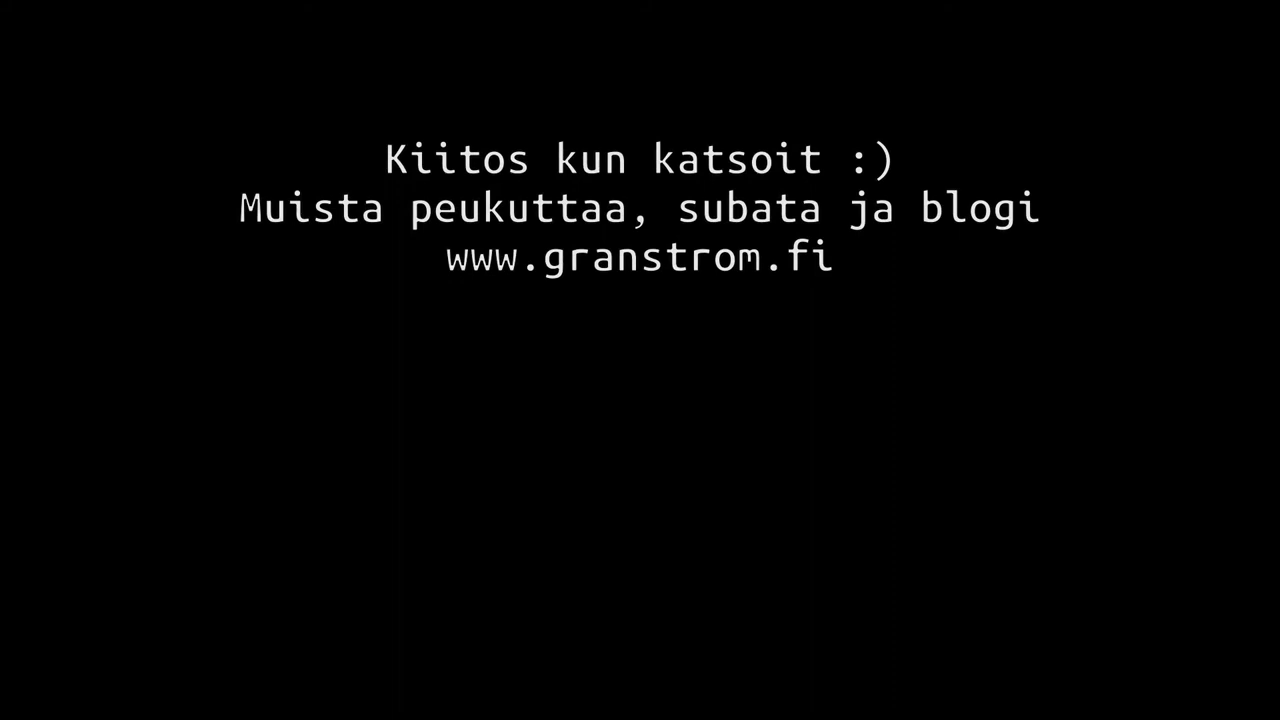 Kiitos kun katsoit :)
Muista peukuttaa, subata ja blogi
www.granstrom.fi